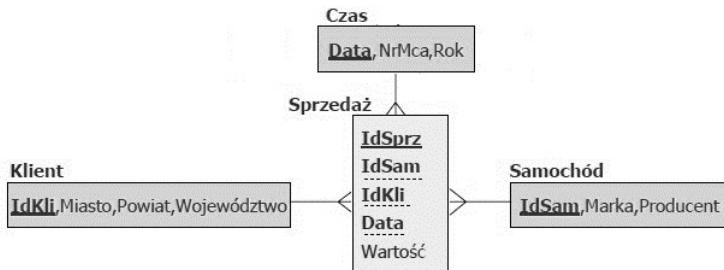 Czas
Data,NrMca,Rok
Sprzedaż
IdSprz
IdSam
IdKli
Data
Wartość
Klient
IdKli,Miasto,Powiat,Województwo
Samochód
IdSam,Marka,Producent